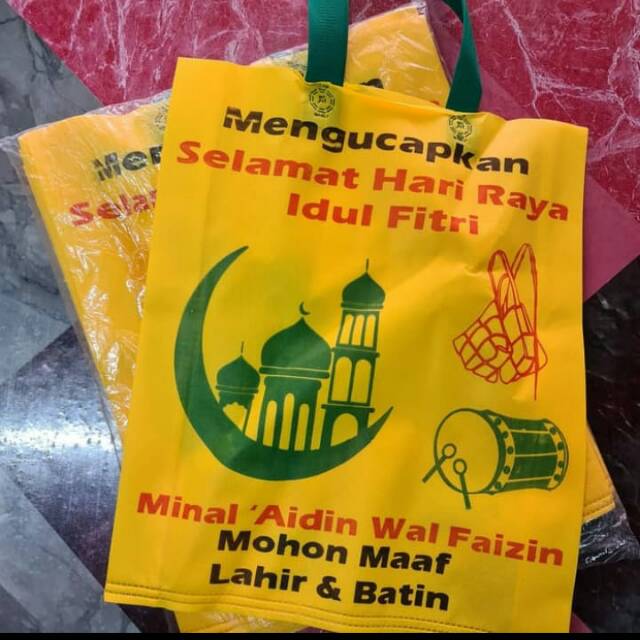 Mengucapkan
Selamat Hari Raya
Idul Fitri
Minal 'Aidin Wal Faizin
Mohon Maaf
Lahir & Batin